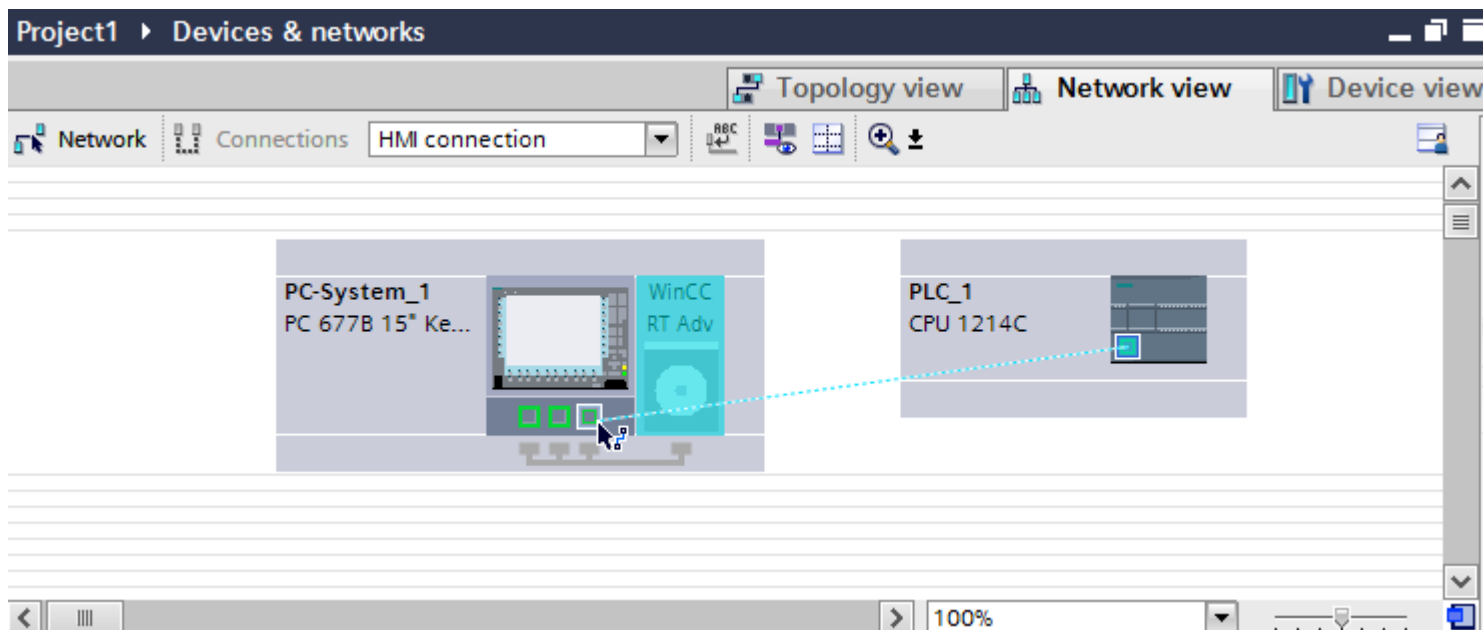 Project1 ▸ Devices & networks
Topology view Network view Device view
Network Connections HMI connection ABC
PC-System_1 WinCC PLC_1
PC 677B 15" Ke... RT Adv CPU 1214C
100%